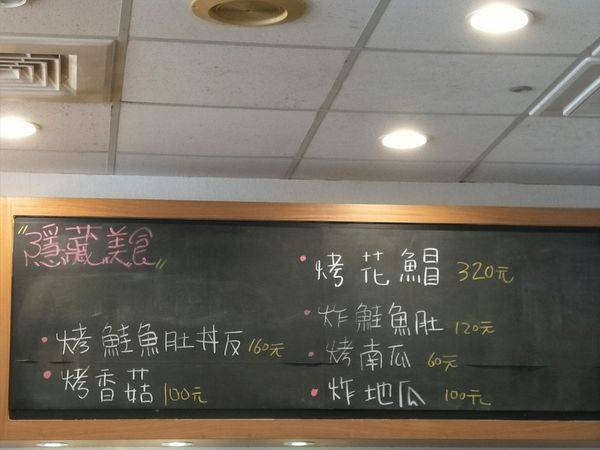 "隱藏美食"
• 烤鮭魚肚丼反 160元
• 烤香菇 100元
• 烤花鯧 320元
• 炸鮭魚肚 120元
• 烤南瓜 60元
• 炸地瓜 100元